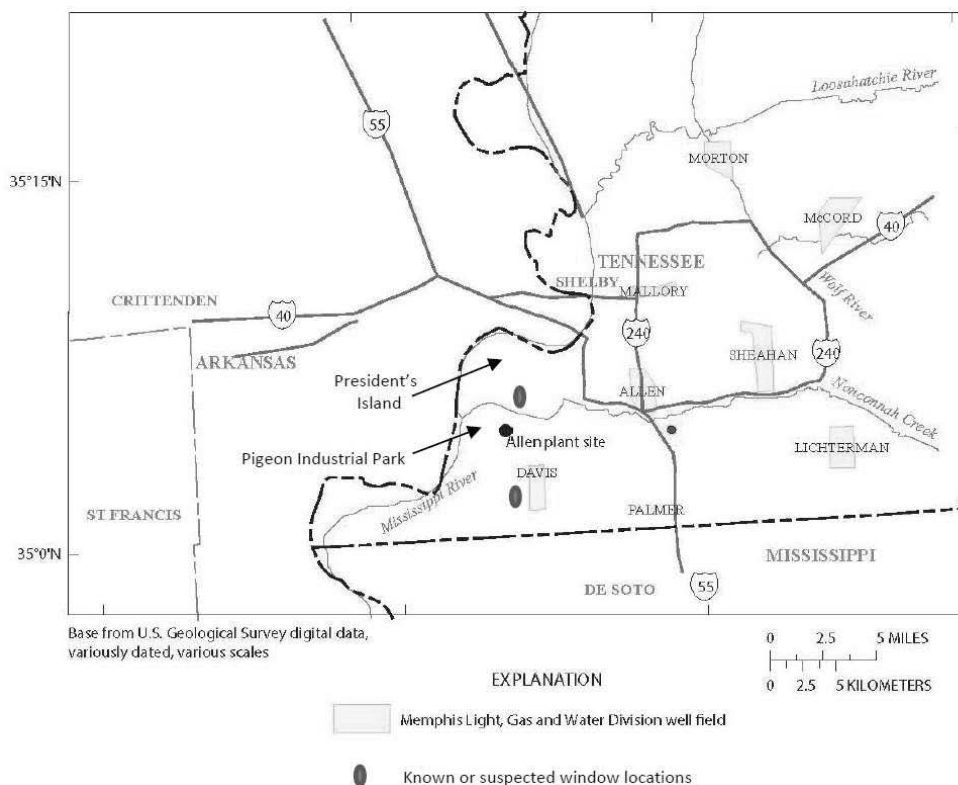 Loosahatchie River
55
MORTON
35°15'
McCORD
40
TENNESSEE
SHELBY
MALLORY
CRITTENDEN
Wolf River
40
240
SHEAHAN
240
ARKANSAS
President's
Island
ALLEN
Nonconnah Creek
Pigeon Industrial Park
Allen plant site
LICHTERMAN
DAVIS
Mississippi River
ST FRANCIS
PALMER
35°0'N
MISSISSIPPI
DE SOTO
55
Base from U.S. Geological Survey digital data,
variously dated, various scales
0 2.5 5 MILES
0 2.5 5 KILOMETERS
EXPLANATION
Memphis Light, Gas and Water Division well field
Known or suspected window locations